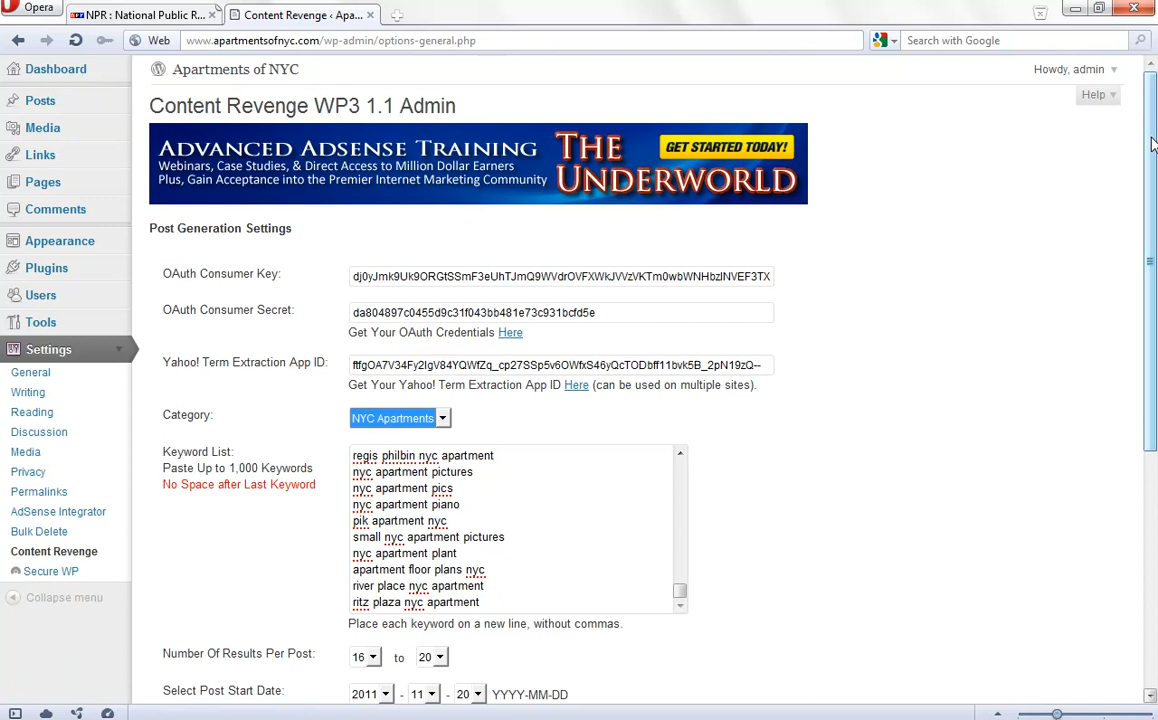 Opera
NPR : National Public R...
Content Revenge ‹ Apa...
Web
www.apartmentsofnyc.com/wp-admin/options-general.php
Search with Google
Dashboard
Posts
Media
Links
Pages
Comments
Appearance
Plugins
Users
Tools
Settings
General
Writing
Reading
Discussion
Media
Privacy
Permalinks
AdSense Integrator
Bulk Delete
Content Revenge
Secure WP
Collapse menu
Apartments of NYC
Howdy, admin
Help
Content Revenge WP3 1.1 Admin
ADVANCED ADSENSE TRAINING
Webinars, Case Studies, & Direct Access to Million Dollar Earners
Plus, Gain Acceptance into the Premier Internet Marketing Community
THE
UNDERWORLD
GET STARTED TODAY!
Post Generation Settings
OAuth Consumer Key:
dj0yJmk9Uk9ORGtSSmF3eUhTJmQ9WVdrOVFXWkJVVzVKTm0wbWNHbzlNVEF3TX
OAuth Consumer Secret:
da804897c0455d9c31f043bb481e73c931bcfd5e
Get Your OAuth Credentials Here
Yahoo! Term Extraction App ID:
ftfgOA7V34Fy2IgV84YQWfZq_cp27SSp5v6OWfxS46yQcTODbff11bvk5B_2pN19zQ--
Get Your Yahoo! Term Extraction App ID Here (can be used on multiple sites).
Category:
NYC Apartments
Keyword List:
Paste Up to 1,000 Keywords
No Space after Last Keyword
regis philbin nyc apartment
nyc apartment pictures
nyc apartment pics
nyc apartment piano
pik apartment nyc
small nyc apartment pictures
nyc apartment plant
apartment floor plans nyc
river place nyc apartment
ritz plaza nyc apartment
Place each keyword on a new line, without commas.
Number Of Results Per Post:
16 to 20
Select Post Start Date:
2011 - 11 - 20 YYYY-MM-DD